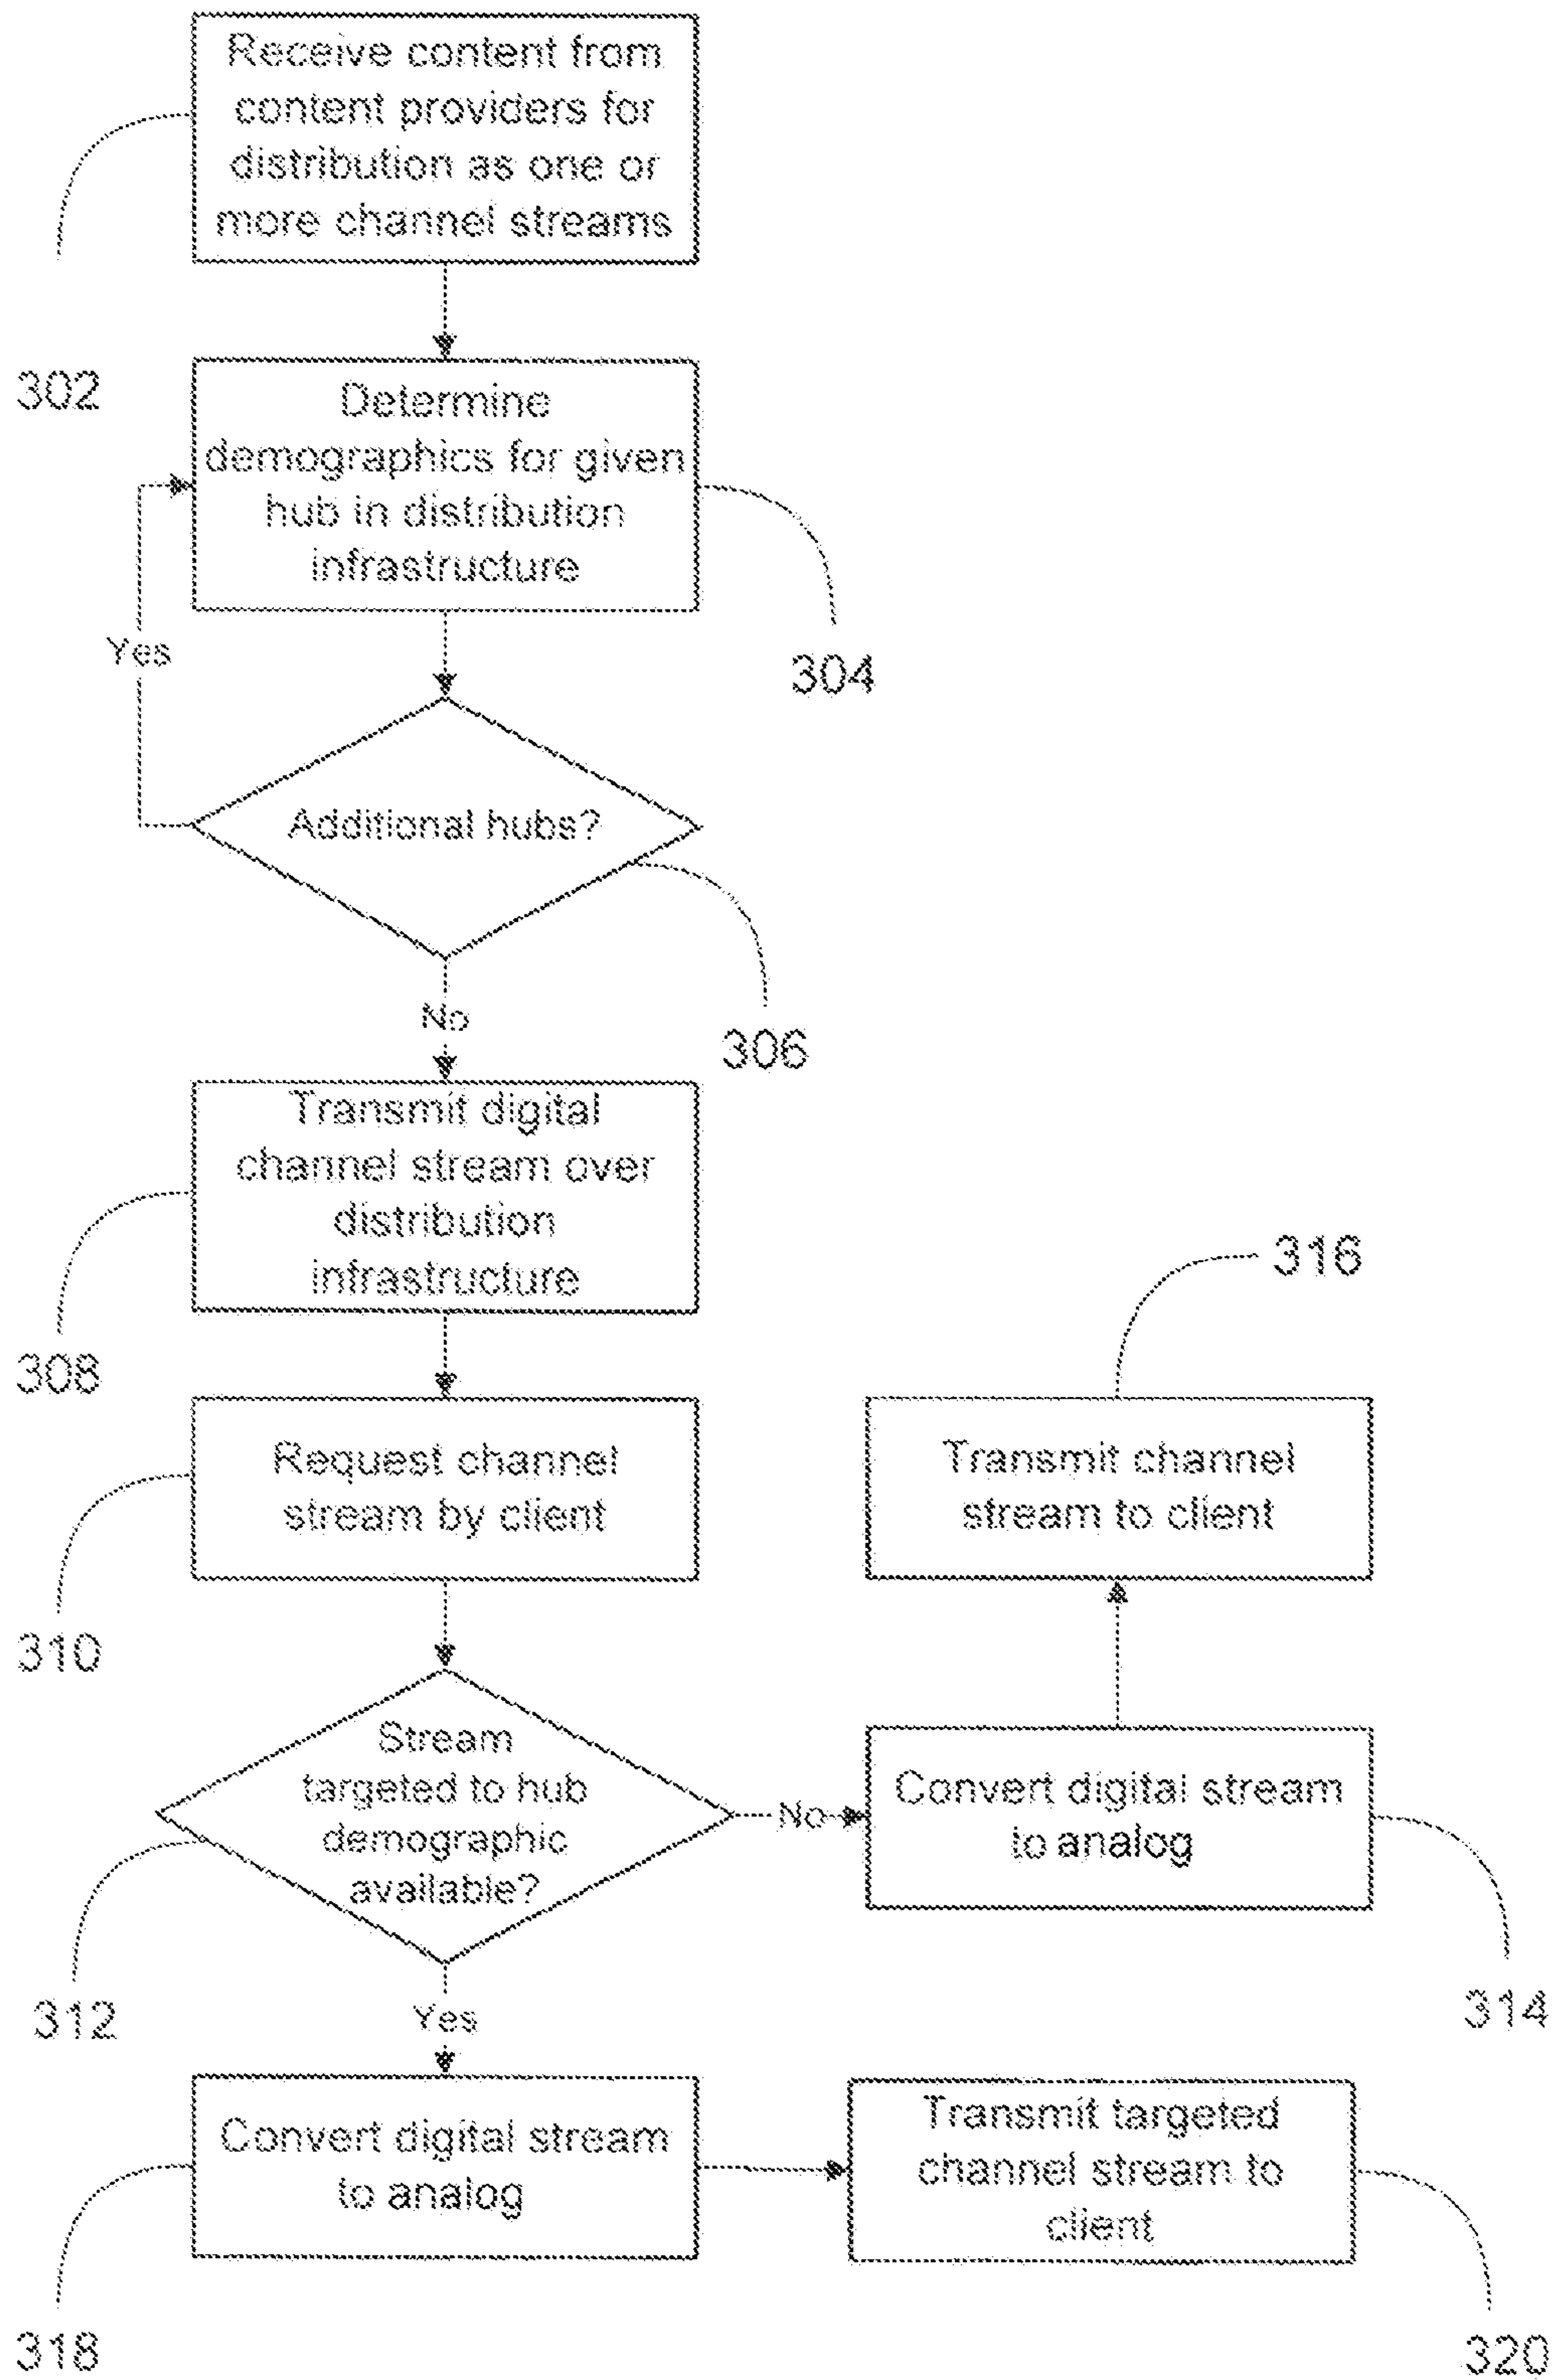 Receive content from
content providers for
distribution as one or
more channel streams
302
Determine
demographics for given
hub in distribution
infrastructure
Yes
304
Additional hubs?
No
306
Transmit digital
channel stream over
distribution
infrastructure
308
316
Request channel
stream by client
Transmit channel
stream to client
310
Stream
targeted to hub
demographic
available?
No
Convert digital stream
to analog
312
314
Yes
Convert digital stream
to analog
Transmit targeted
channel stream to
client
318
320